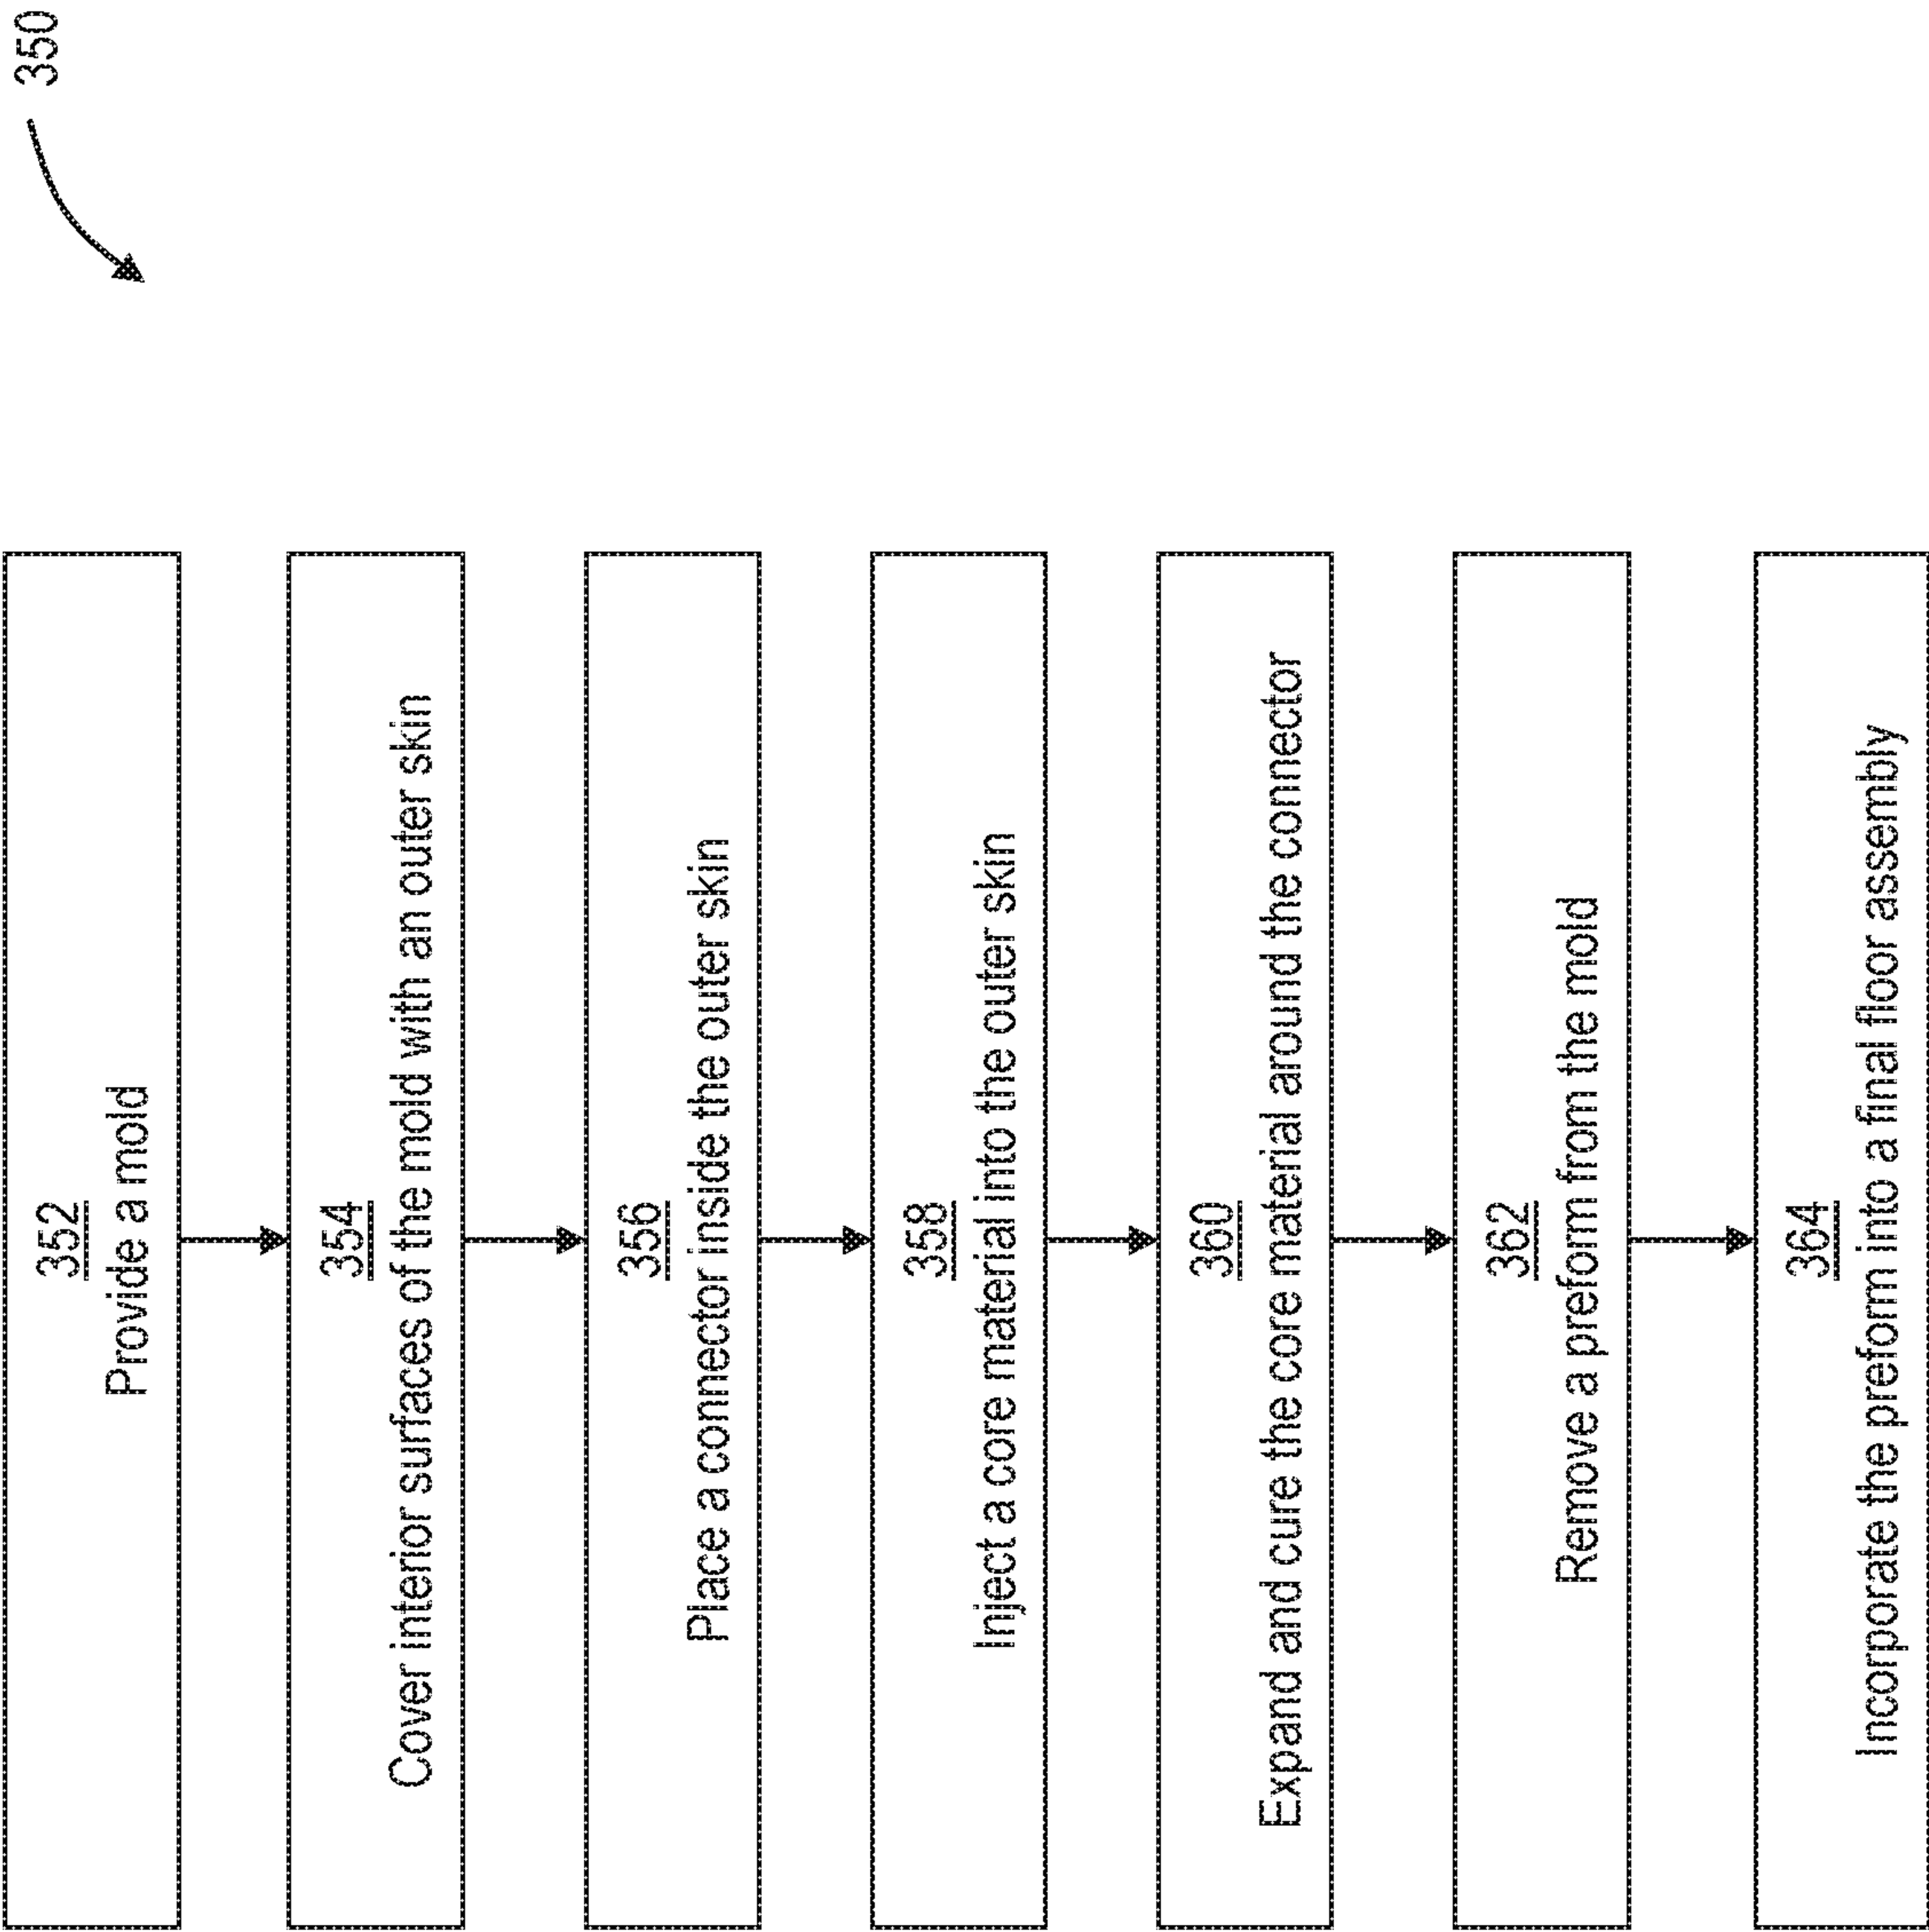 350
352
Provide a mold
354
Cover interior surfaces of the mold with an outer skin
356
Place a connector inside the outer skin
358
Inject a core material into the outer skin
360
Expand and cure the core material around the connector
362
Remove a preform from the mold
364
Incorporate the preform into a final floor assembly